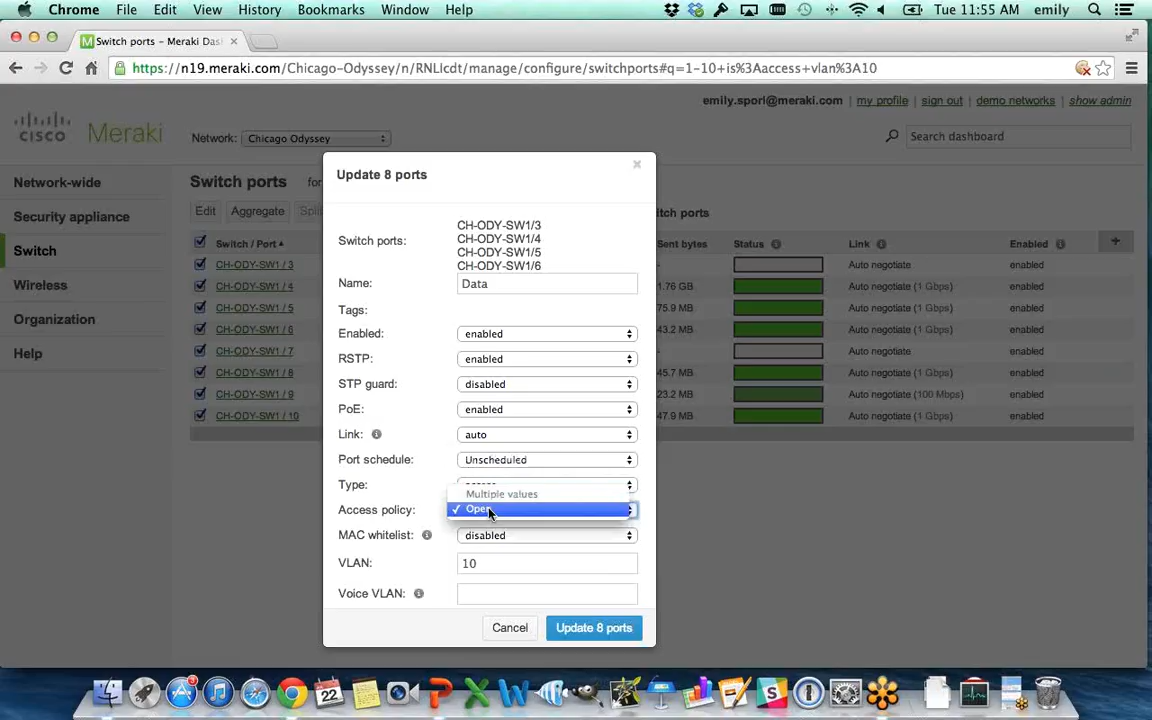 Chrome File Edit View History Bookmarks Window Help Tue 11:55 AM emily
Switch ports – Meraki Das
https://n19.meraki.com/Chicago-Odyssey/n/RNLIcdt/manage/configure/switchports#q=1-10+is%3Aaccess+vlan%3A10
emily.sporl@meraki.com my profile sign out demo networks show admin
CISCO Meraki Network: Chicago Odyssey Search dashboard
Network-wide
Security appliance
Switch
Wireless
Organization
Help
Switch ports for
Edit Aggregate Split
Switch / Port
CH-ODY-SW1 / 3
CH-ODY-SW1 / 4
CH-ODY-SW1 / 5
CH-ODY-SW1 / 6
CH-ODY-SW1 / 7
CH-ODY-SW1 / 8
CH-ODY-SW1 / 9
CH-ODY-SW1 / 10
Update 8 ports ×
Switch ports:
CH-ODY-SW1/3
CH-ODY-SW1/4
CH-ODY-SW1/5
CH-ODY-SW1/6
Name: Data
Tags:
Enabled: enabled
RSTP: enabled
STP guard: disabled
PoE: enabled
Link: i auto
Port schedule: Unscheduled
Type:
Multiple values
Access policy: ✓ Open
MAC whitelist: i disabled
VLAN: 10
Voice VLAN: i
Cancel Update 8 ports
tch ports
Sent bytes Status i Link i Enabled i +
- Auto negotiate enabled
1.76 GB Auto negotiate (1 Gbps) enabled
75.9 MB Auto negotiate (1 Gbps) enabled
43.2 MB Auto negotiate (1 Gbps) enabled
- Auto negotiate enabled
45.7 MB Auto negotiate (1 Gbps) enabled
23.2 MB Auto negotiate (100 Mbps) enabled
47.9 MB Auto negotiate (1 Gbps) enabled
22